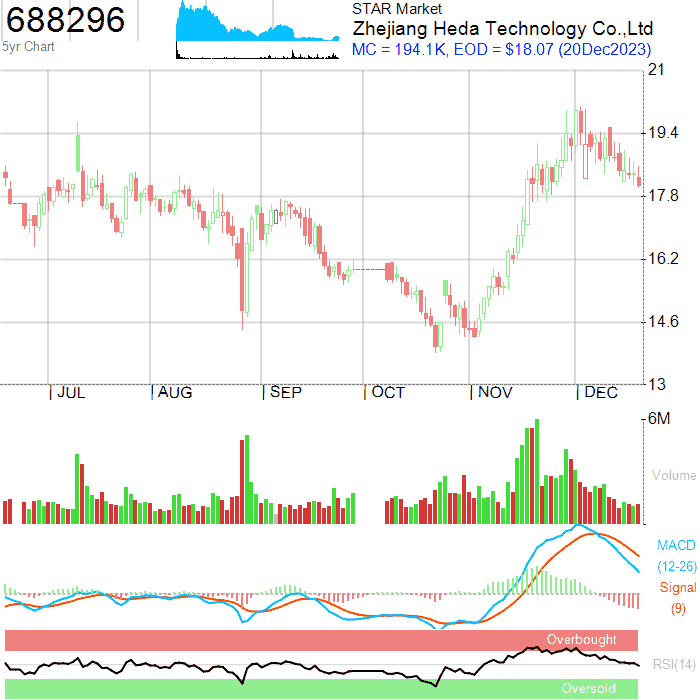 688296
5yr Chart
STAR Market
Zhejiang Heda Technology Co.,Ltd
MC = 194.1K, EOD = $18.07 (20Dec2023)
21
19.4
17.8
16.2
14.6
13
| JUL | AUG | SEP | OCT | NOV | DEC
6M
Volume
MACD
(12-26)
Signal
(9)
Overbought
RSI(14)
Oversold